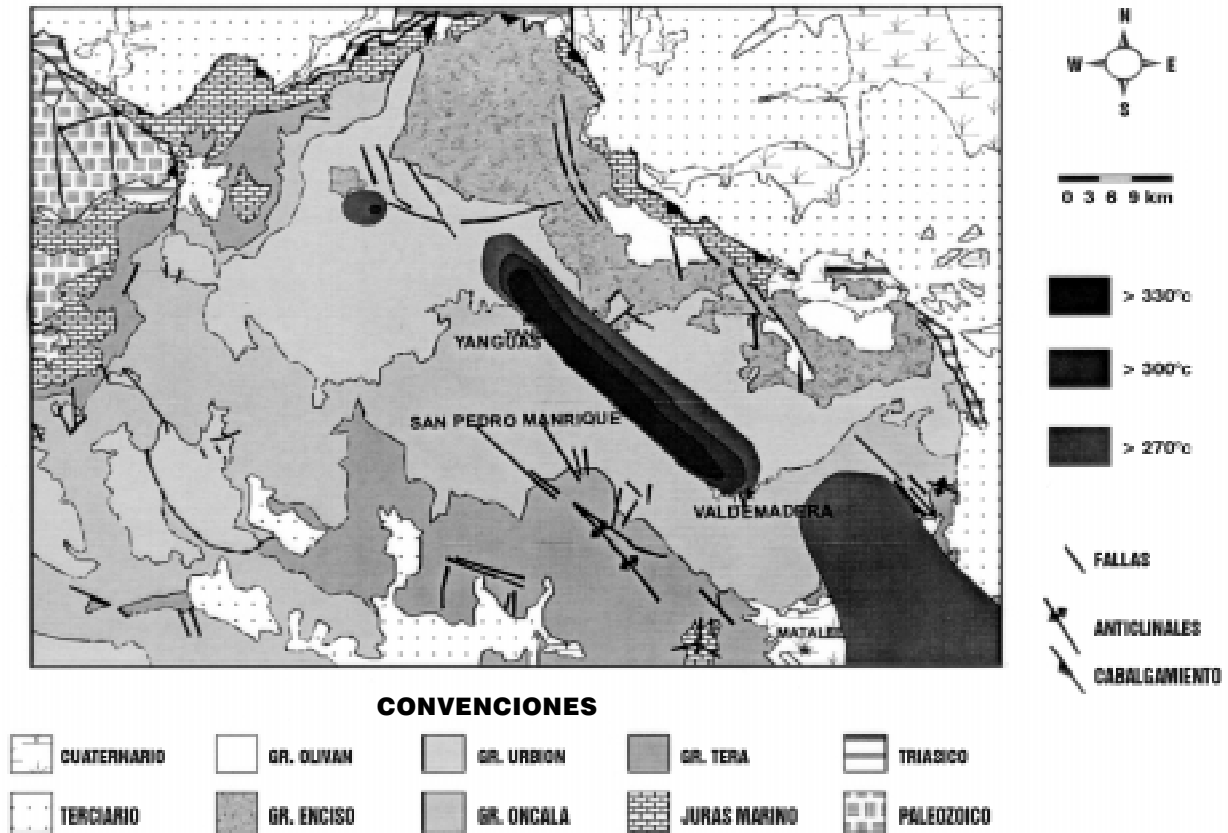 N
W E
S
0 3 6 9 km
> 330°c
> 300°c
> 270°c
YANGUAS
SAN PEDRO MANRIQUE
VALDEMADERA
FALLAS
ANTICLINALES
CABALGAMIENTO
CONVENCIONES
CUATERNARIO GR. OLIVAN GR. URBION GR. TERA TRIASICO
TERCIARIO GR. ENCISO GR. ONCALA JURAS MARINO PALEOZOICO